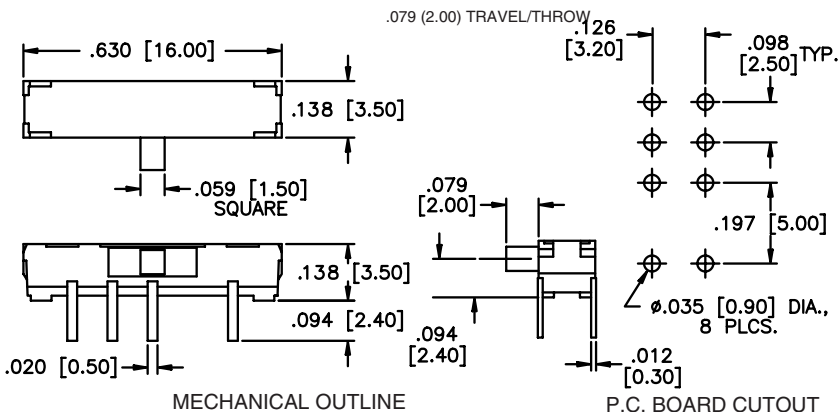 .079 (2.00) TRAVEL/THROW
.630 [16.00]
.126
[3.20]
.098
[2.50] TYP.
.138 [3.50]
.059 [1.50]
SQUARE
.079
[2.00]
.197 [5.00]
.138 [3.50]
.094 [2.40]
.094
[2.40]
ø.035 [0.90] DIA.,
8 PLCS.
.020 [0.50]
.012
[0.30]
MECHANICAL OUTLINE
P.C. BOARD CUTOUT